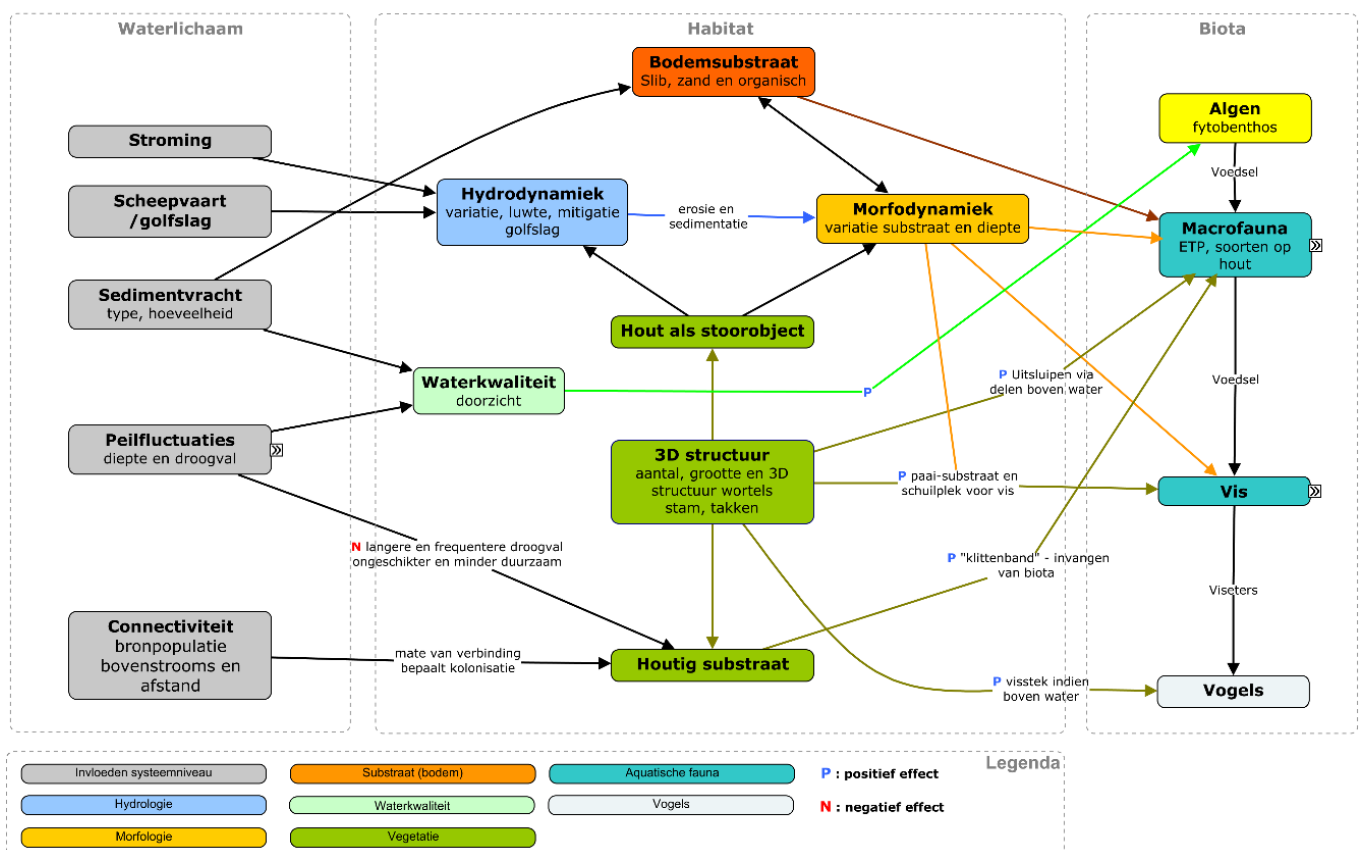 Waterlichaam
Habitat
Biota
Bodemsubstraat
Slib, zand en organisch
Algen
fytobenthos
Stroming
Voedsel
Scheepvaart
/golfslag
Hydrodynamiek
variatie, luwte, mitigatie
golfslag
erosie en
sedimentatie
Morfodynamiek
variatie substraat en diepte
Macrofauna
ETP, soorten op
hout
Sedimentvracht
type, hoeveelheid
Hout als stoorobject
Waterkwaliteit
doorzicht
P
P Uitsluipen via
delen boven water
Voedsel
Peilfluctuaties
diepte en droogval
3D structuur
aantal, grootte en 3D
structuur wortels
stam, takken
P paai-substraat en
schuilplek voor vis
Vis
N langere en frequentere droogval
ongeschikter en minder duurzaam
P "klittenband" - invangen
van biota
Viseters
Connectiviteit
bronpopulatie
bovenstrooms en
afstand
mate van verbinding
bepaalt kolonisatie
Houtig substraat
P visstek indien
boven water
Vogels
Legenda
Invloeden systeemniveau
Substraat (bodem)
Aquatische fauna
P : positief effect
Hydrologie
Waterkwaliteit
Vogels
N : negatief effect
Morfologie
Vegetatie